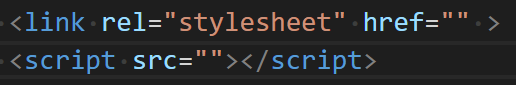 <link rel="stylesheet" href="" >
<script src=""></script>